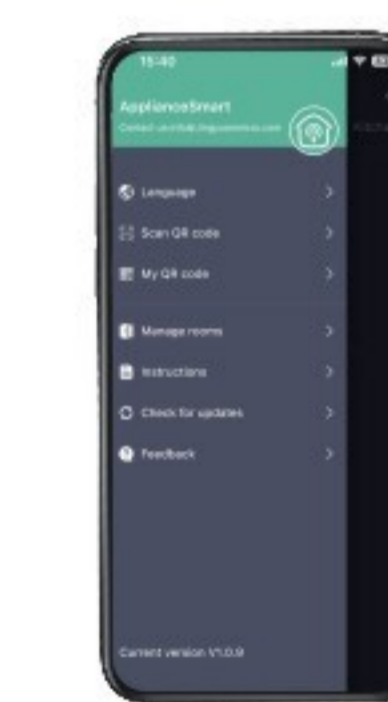 15:40
ApplianceSmart
Language
Scan QR code
My QR code
Manage rooms
Instructions
Check for updates
Feedback
Current version V1.0.9